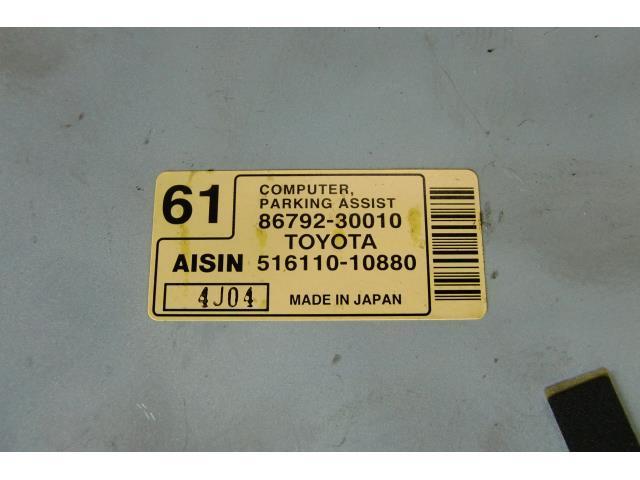 61
COMPUTER,
PARKING ASSIST
86792-30010
TOYOTA
AISIN 516110-10880
4J04 MADE IN JAPAN